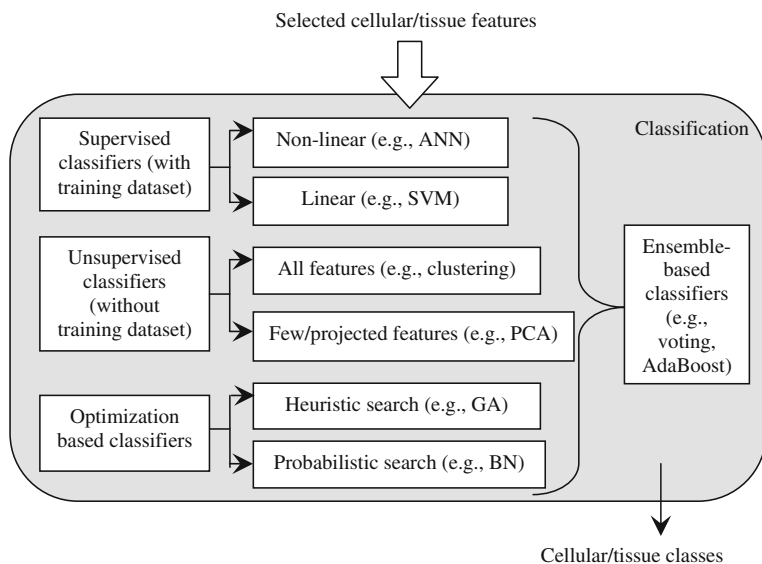 Selected cellular/tissue features
Classification
Supervised
classifiers (with
training dataset)
Non-linear (e.g., ANN)
Linear (e.g., SVM)
Unsupervised
classifiers
(without
training dataset)
All features (e.g., clustering)
Few/projected features (e.g., PCA)
Optimization
based classifiers
Heuristic search (e.g., GA)
Probabilistic search (e.g., BN)
Ensemble-
based
classifiers
(e.g.,
voting,
AdaBoost)
Cellular/tissue classes